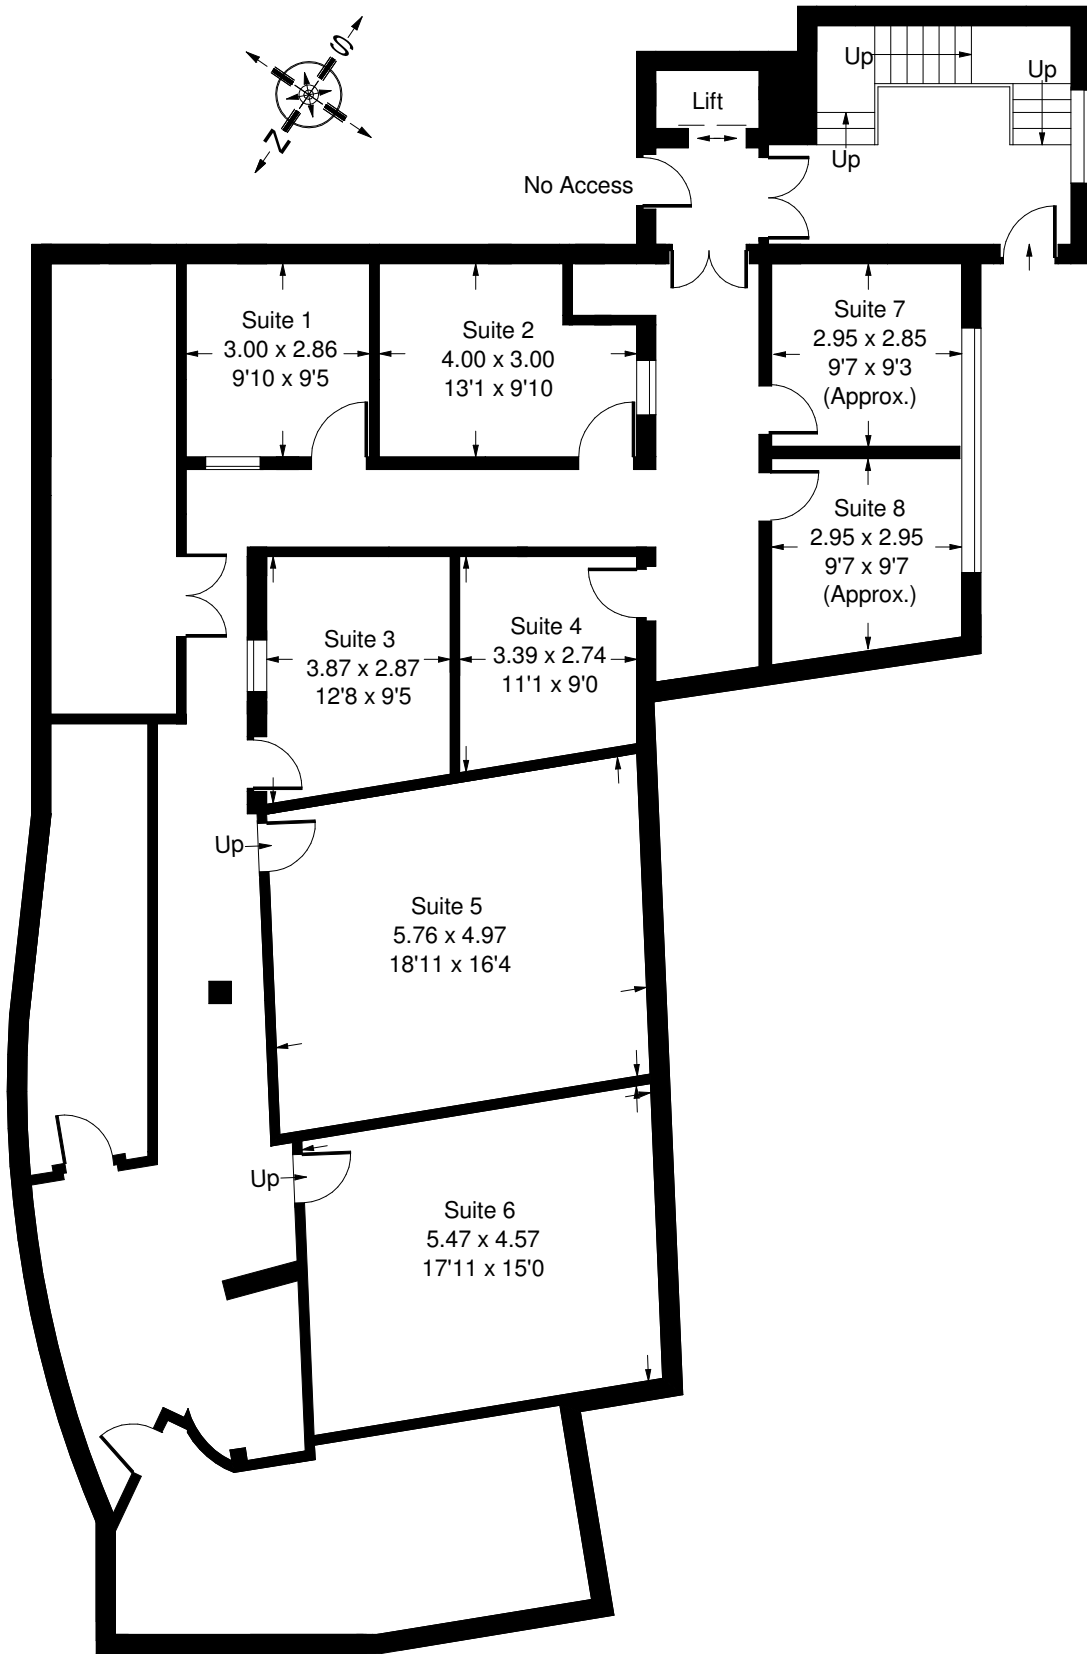 S
N
Up
Up
Up
Lift
No Access
Suite 1
3.00 x 2.86
9'10 x 9'5
Suite 2
4.00 x 3.00
13'1 x 9'10
Suite 7
2.95 x 2.85
9'7 x 9'3
(Approx.)
Suite 8
2.95 x 2.95
9'7 x 9'7
(Approx.)
Suite 3
3.87 x 2.87
12'8 x 9'5
Suite 4
3.39 x 2.74
11'1 x 9'0
Up
Suite 5
5.76 x 4.97
18'11 x 16'4
Up
Suite 6
5.47 x 4.57
17'11 x 15'0